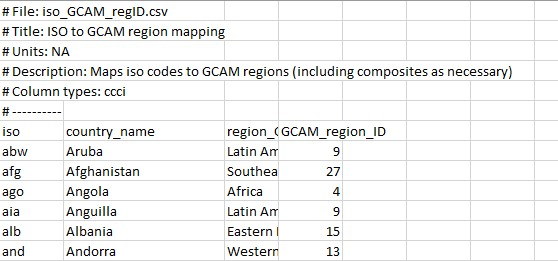 # File: iso_GCAM_regID.csv
# Title: ISO to GCAM region mapping
# Units: NA
# Description: Maps iso codes to GCAM regions (including composites as necessary)
# Column types: ccci
# ----------
iso country_name region_( GCAM_region_ID
abw Aruba Latin Am 9
afg Afghanistan Southea 27
ago Angola Africa 4
aia Anguilla Latin Am 9
alb Albania Eastern 15
and Andorra Western 13